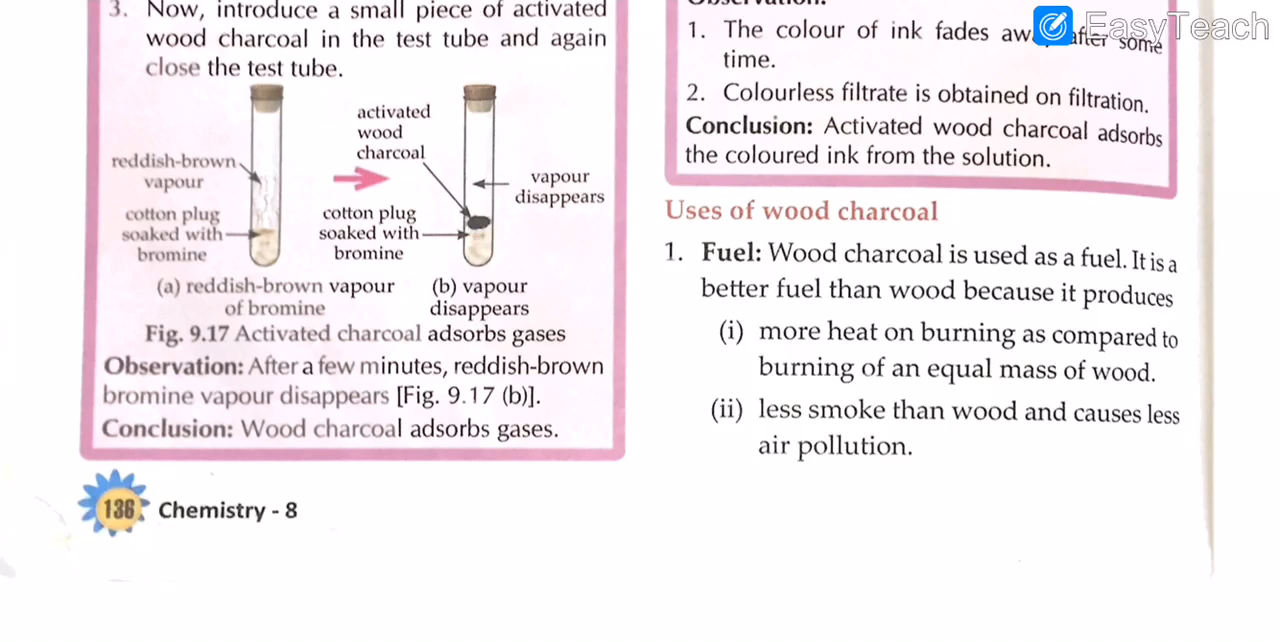 3. Now, introduce a small piece of activated
wood charcoal in the test tube and again
close the test tube.
activated
wood
charcoal
reddish-brown
vapour
vapour
disappears
cotton plug
soaked with
bromine
cotton plug
soaked with
bromine
(a) reddish-brown vapour
of bromine
(b) vapour
disappears
Fig. 9.17 Activated charcoal adsorbs gases
Observation: After a few minutes, reddish-brown
bromine vapour disappears [Fig. 9.17 (b)].
Conclusion: Wood charcoal adsorbs gases.
136 Chemistry - 8
EasyTeach
1. The colour of ink fades after some
time.
2. Colourless filtrate is obtained on filtration.
Conclusion: Activated wood charcoal adsorbs
the coloured ink from the solution.
Uses of wood charcoal
1. Fuel: Wood charcoal is used as a fuel. It is a
better fuel than wood because it produces
(i) more heat on burning as compared to
burning of an equal mass of wood.
(ii) less smoke than wood and causes less
air pollution.